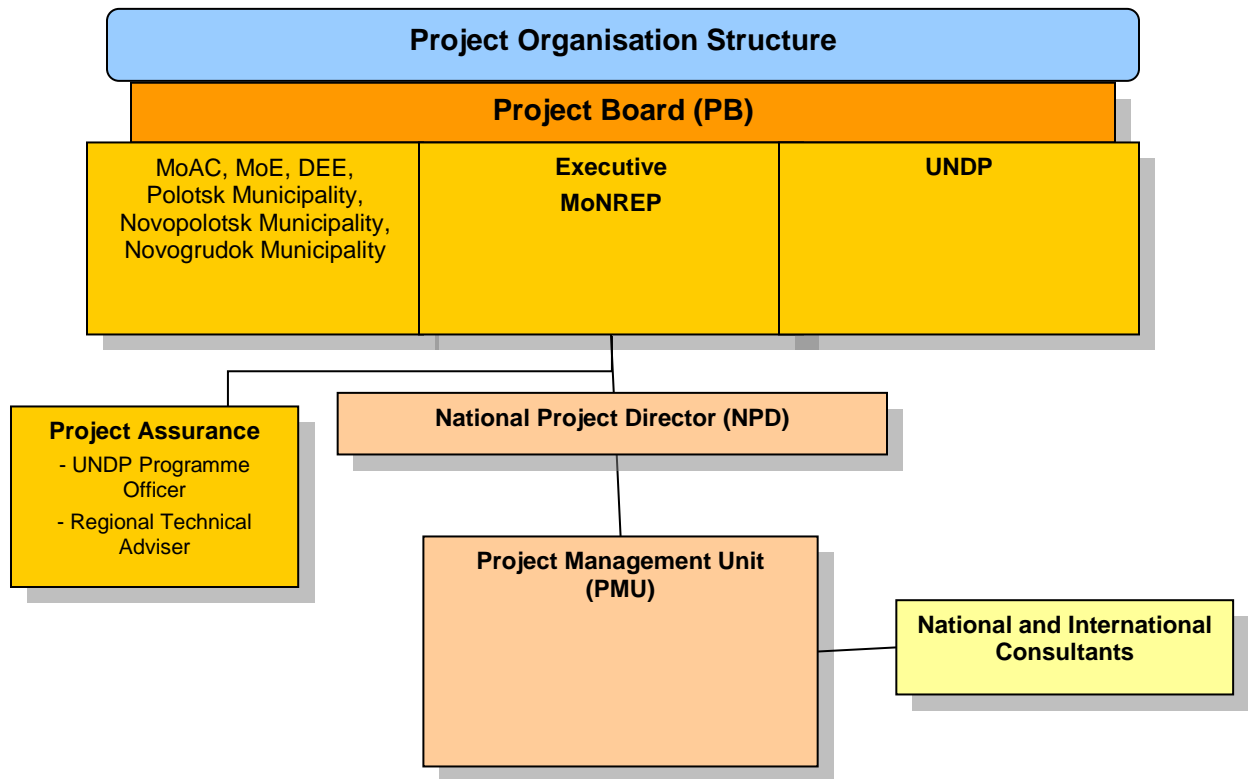 Project Organisation Structure
Project Board (PB)
MoAC, MoE, DEE,
Polotsk Municipality,
Novopolotsk Municipality,
Novogrudok Municipality
Executive
MoNREP
UNDP
Project Assurance
- UNDP Programme
Officer
- Regional Technical
Adviser
National Project Director (NPD)
Project Management Unit
(PMU)
National and International
Consultants